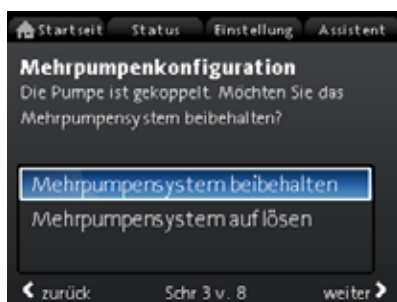 Startseit Status Einstellung Assistent
Mehrpumpenkonfiguration
Die Pumpe ist gekoppelt. Möchten Sie das
Mehrpumpensystem beibehalten?
Mehrpumpensystem beibehalten
Mehrpumpensystem auflösen
zurück Schr 3 v. 8 weiter